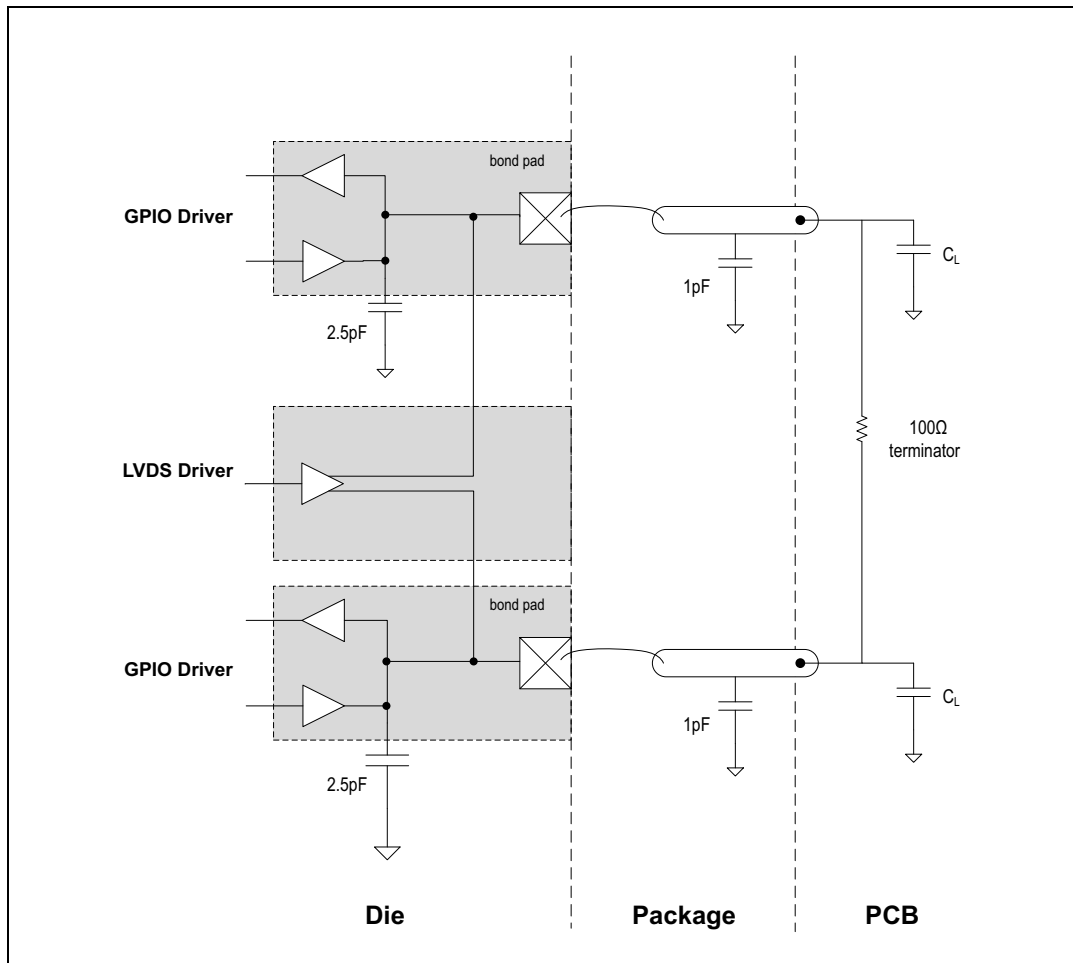 bond pad
GPIO Driver
2.5pF
1pF
C_L
LVDS Driver
100Ω
terminator
bond pad
GPIO Driver
2.5pF
1pF
C_L
Die
Package
PCB